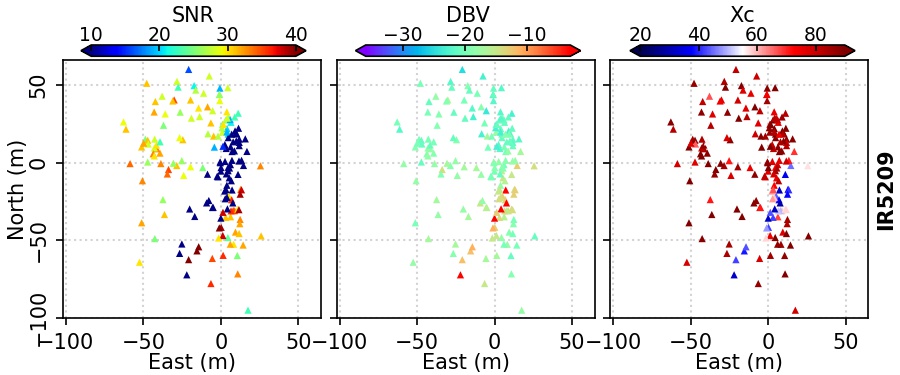 SNR DBV Xc
10 20 30 40 −30 −20 −10 20 40 60 80
50
0
−50
−100
North (m)
−100 −50 0 50 −100 −50 0 50 −100 −50 0 50
East (m) East (m) East (m)
IR5209